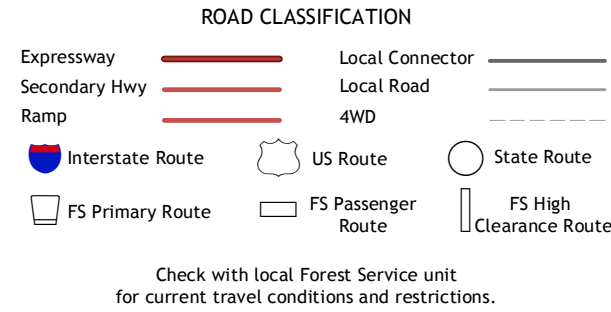 ROAD CLASSIFICATION
Expressway
Local Connector
Secondary Hwy
Local Road
Ramp
4WD
Interstate Route
US Route
State Route
FS Primary Route
FS Passenger
Route
FS High
Clearance Route
Check with local Forest Service unit
for current travel conditions and restrictions.